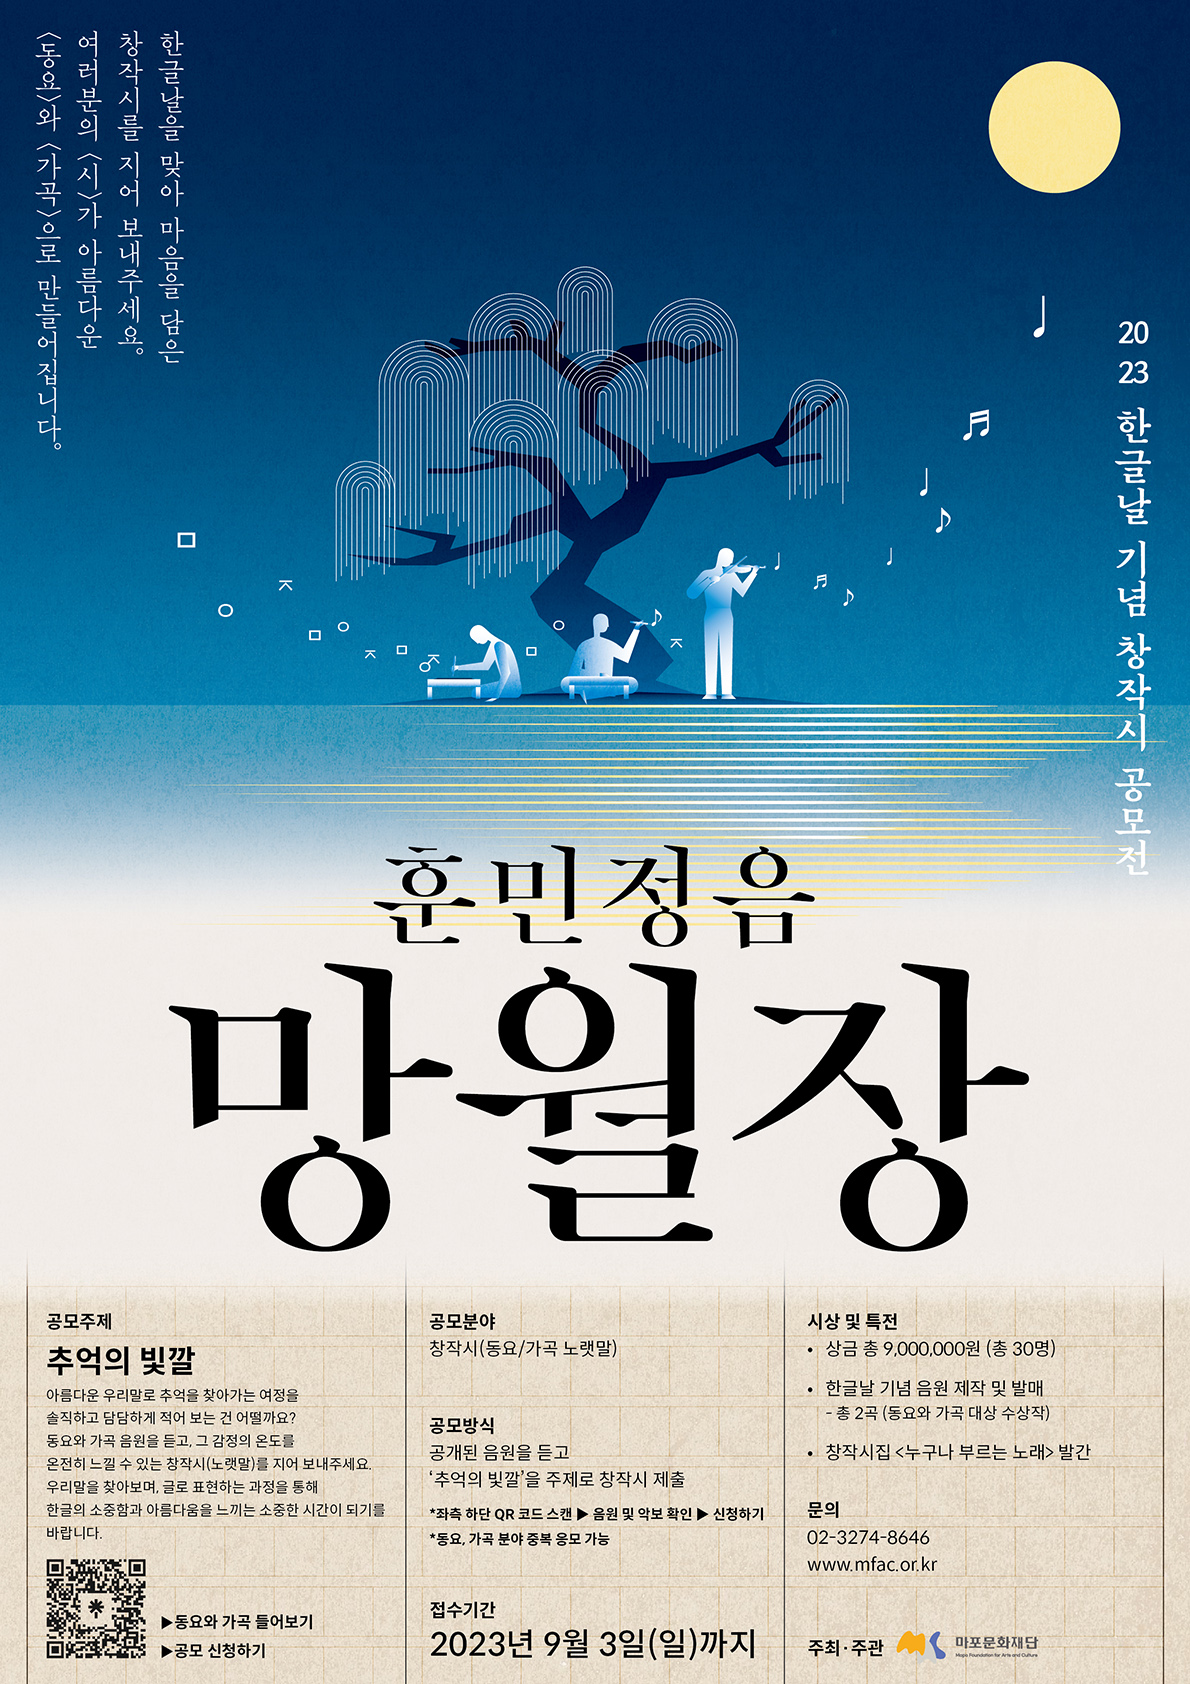 한글날을 맞아 마음을 담은
창작시를 지어 보내주세요.
여러분의 <시>가 아름다운
<동요>와 <가곡>으로 만들어집니다.
20
23
한글날 기념 창작시 공모전
훈민정음
망월장
공모주제
추억의 빛깔
아름다운 우리말로 추억을 찾아가는 여정을
솔직하고 담담하게 적어 보는 건 어떨까요?
동요와 가곡 음원을 듣고, 그 감정의 온도를
온전히 느낄 수 있는 창작시(노랫말)를 지어 보내주세요.
우리말을 찾아보며, 글로 표현하는 과정을 통해
한글의 소중함과 아름다움을 느끼는 소중한 시간이 되기를
바랍니다.
▶동요와 가곡 들어보기
▶공모 신청하기
공모분야
창작시(동요/가곡 노랫말)
공모방식
공개된 음원을 듣고
‘추억의 빛깔’을 주제로 창작시 제출
*좌측 하단 QR 코드 스캔 ▶ 음원 및 악보 확인 ▶ 신청하기
*동요, 가곡 분야 중복 응모 가능
접수기간
2023년 9월 3일(일)까지
시상 및 특전
• 상금 총 9,000,000원 (총 30명)
• 한글날 기념 음원 제작 및 발매
- 총 2곡 (동요와 가곡 대상 수상작)
• 창작시집 <누구나 부르는 노래> 발간
문의
02-3274-8646
www.mfac.or.kr
주최·주관 마포문화재단
Mapo Foundation for Arts and Culture